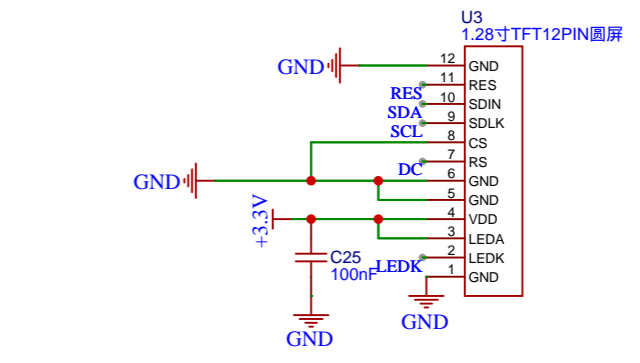 U3
1.28寸TFT12PIN圆屏
GND 12 GND
11 RES
RES 10 SDIN
SDA 9 SDLK
SCL 8 CS
7 RS
DC
GND 6 GND
5 GND
+3.3V 4 VDD
3 LEDA
C25
LEDK 2 LEDK
100nF
1 GND
GND
GND